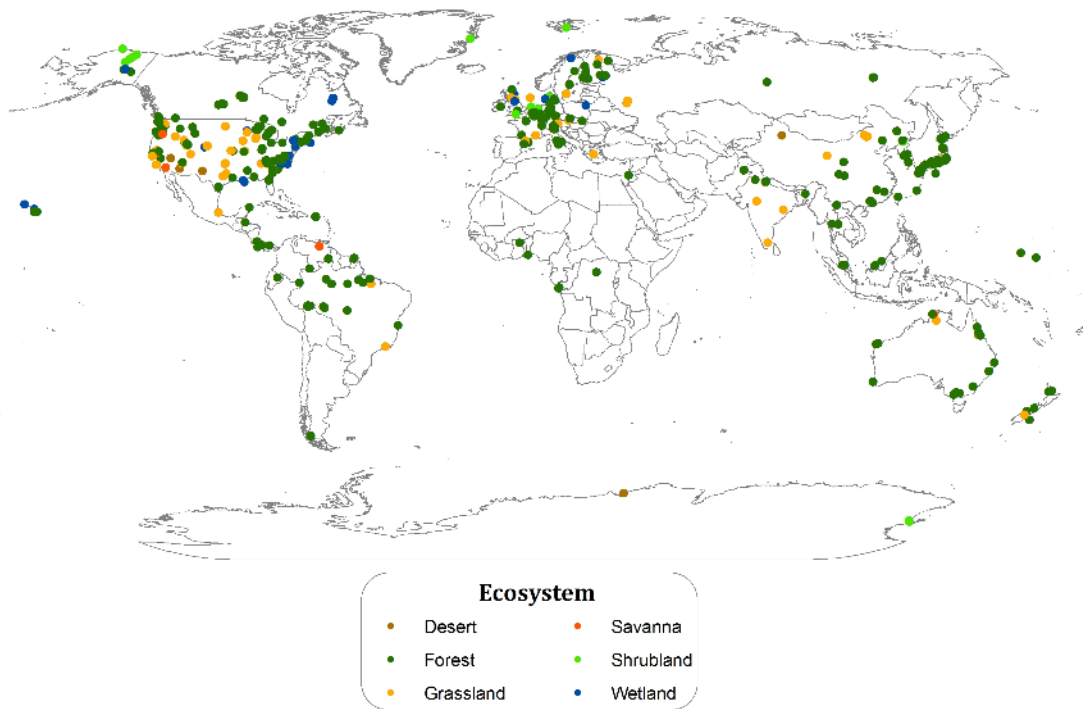 Ecosystem
Desert
Savanna
Forest
Shrubland
Grassland
Wetland